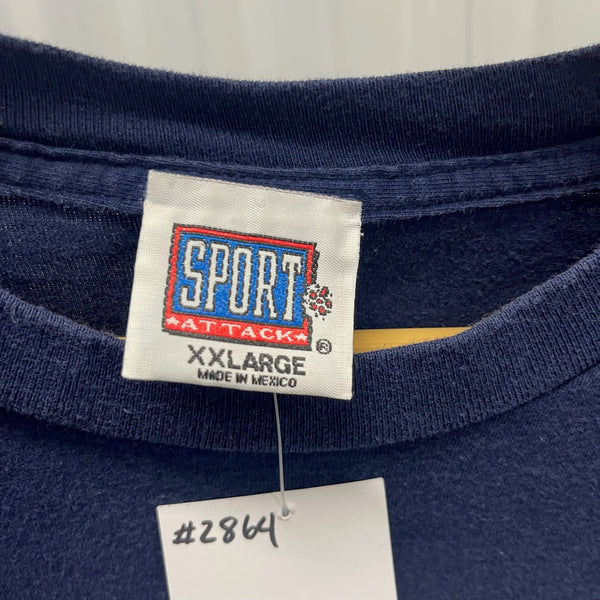 SPORT
★ATTACK★
®
XXLARGE
MADE IN MEXICO
#2864